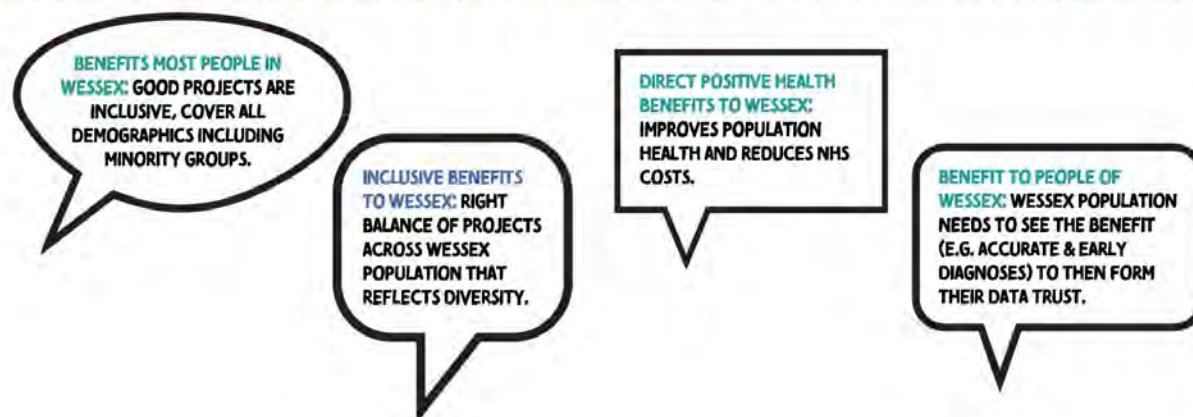 BENEFITS MOST PEOPLE IN
WESSEX: GOOD PROJECTS ARE
INCLUSIVE, COVER ALL
DEMOGRAPHICS INCLUDING
MINORITY GROUPS.
INCLUSIVE BENEFITS
TO WESSEX: RIGHT
BALANCE OF PROJECTS
ACROSS WESSEX
POPULATION THAT
REFLECTS DIVERSITY.
DIRECT POSITIVE HEALTH
BENEFITS TO WESSEX:
IMPROVES POPULATION
HEALTH AND REDUCES NHS
COSTS.
BENEFIT TO PEOPLE OF
WESSEX: WESSEX POPULATION
NEEDS TO SEE THE BENEFIT
(E.G. ACCURATE & EARLY
DIAGNOSES) TO THEN FORM
THEIR DATA TRUST.